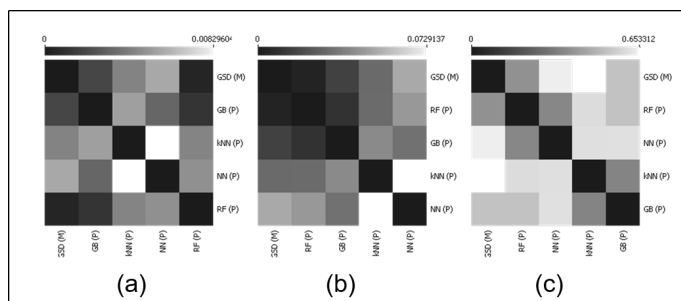 0 0.00829604
GSD (M)
GB (P)
kNN (P)
NN (P)
RF (P)
GSD (M)
GB (P)
kNN (P)
NN (P)
RF (P)
(a)
0 0.0729137
GSD (M)
RF (P)
GB (P)
kNN (P)
NN (P)
GSD (M)
RF (P)
GB (P)
kNN (P)
NN (P)
(b)
0 0.653312
GSD (M)
RF (P)
NN (P)
kNN (P)
GB (P)
GSD (M)
RF (P)
NN (P)
kNN (P)
GB (P)
(c)